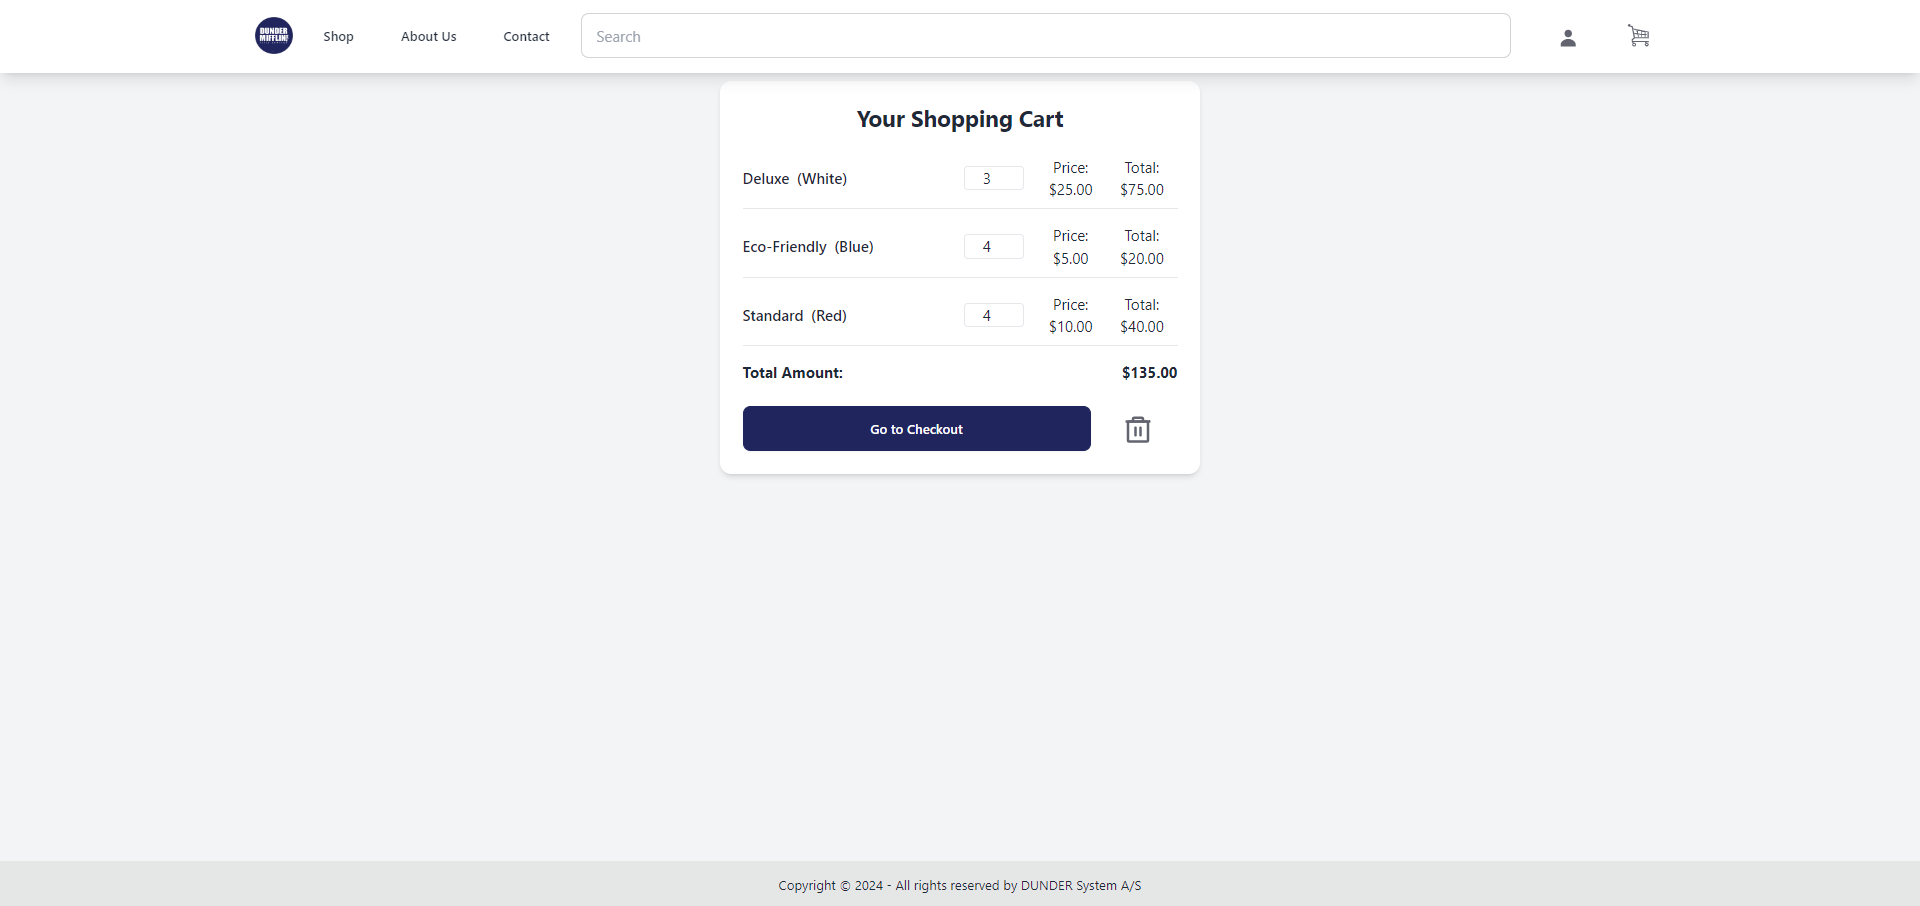 DUNDER
MIFFLIN!
Shop
About Us
Contact
Search
Your Shopping Cart
Deluxe (White)
3
Price:
$25.00
Total:
$75.00
Eco-Friendly (Blue)
4
Price:
$5.00
Total:
$20.00
Standard (Red)
4
Price:
$10.00
Total:
$40.00
Total Amount:
$135.00
Go to Checkout
Copyright © 2024 - All rights reserved by DUNDER System A/S